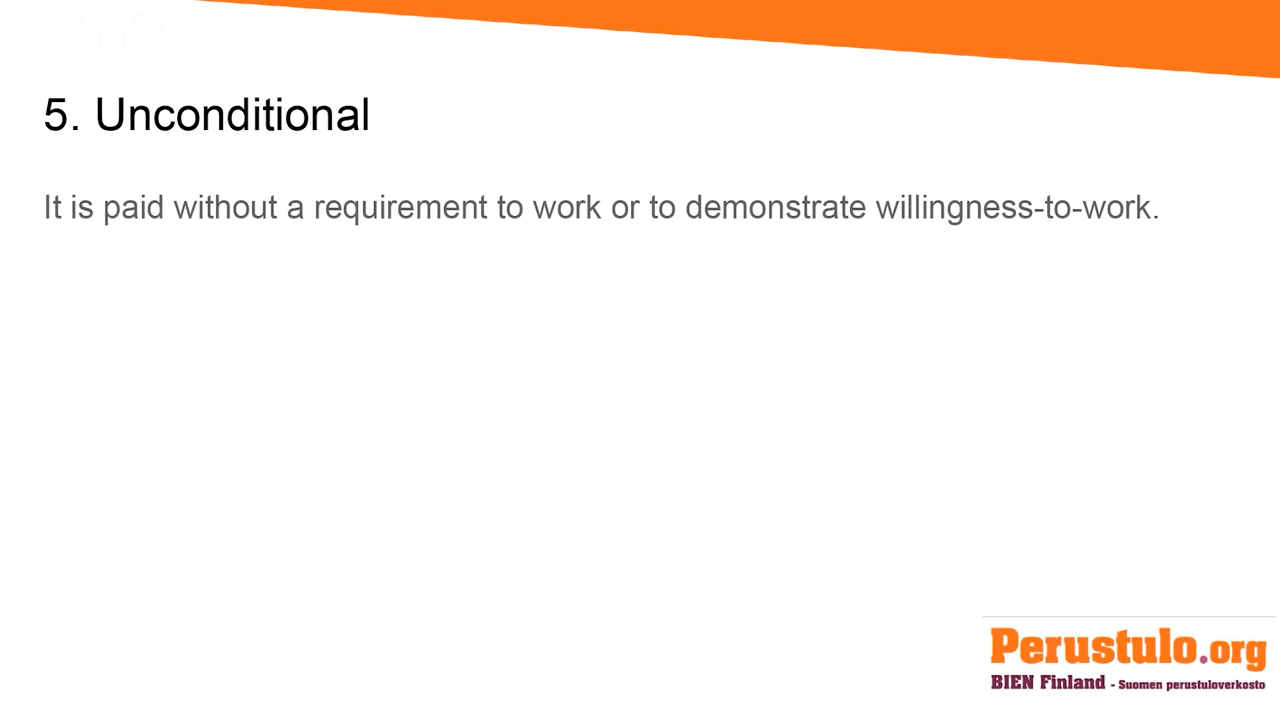 5. Unconditional
It is paid without a requirement to work or to demonstrate willingness-to-work.
Perustulo.org
BIEN Finland - Suomen perustuloverkosto